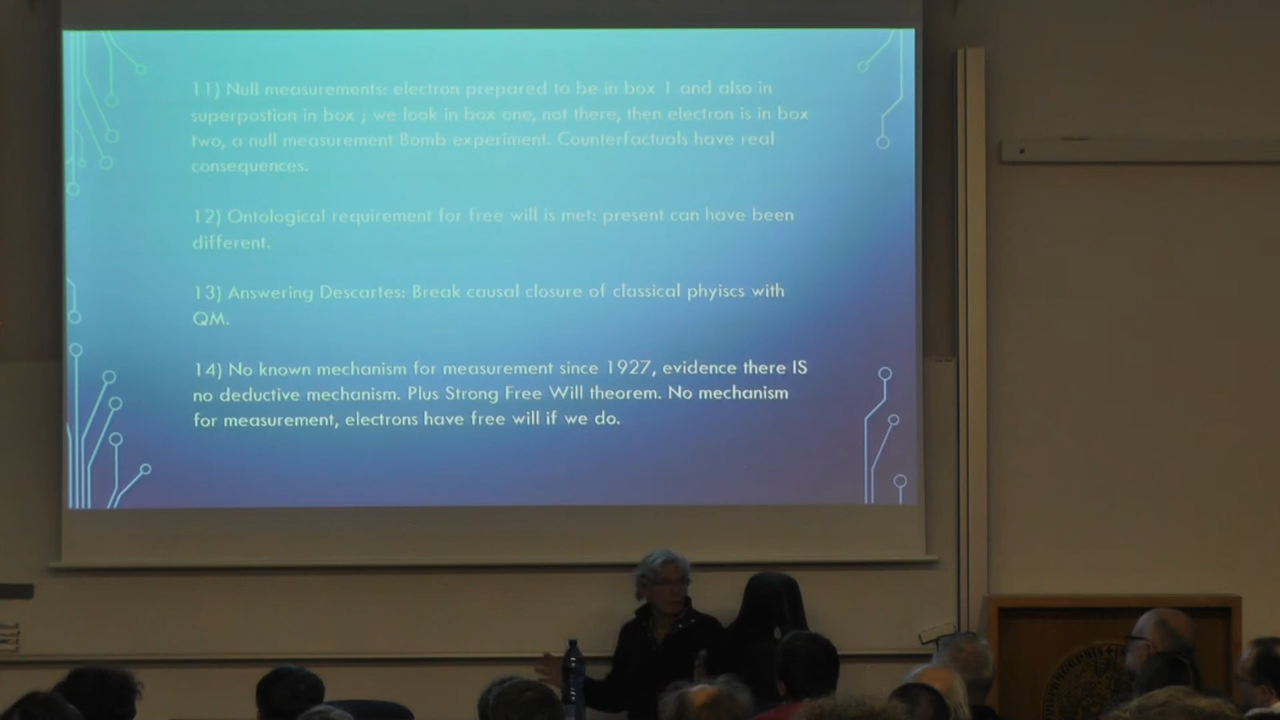 11) Null measurements: electron prepared to be in box 1 and also in
superpostion in box ; we look in box one, not there, then electron is in box
two, a null measurement Bomb experiment. Counterfactuals have real
consequences.
12) Ontological requirement for free will is met: present can have been
different.
13) Answering Descartes: Break causal closure of classical phyiscs with
QM.
14) No known mechanism for measurement since 1927, evidence there IS
no deductive mechanism. Plus Strong Free Will theorem. No mechanism
for measurement, electrons have free will if we do.